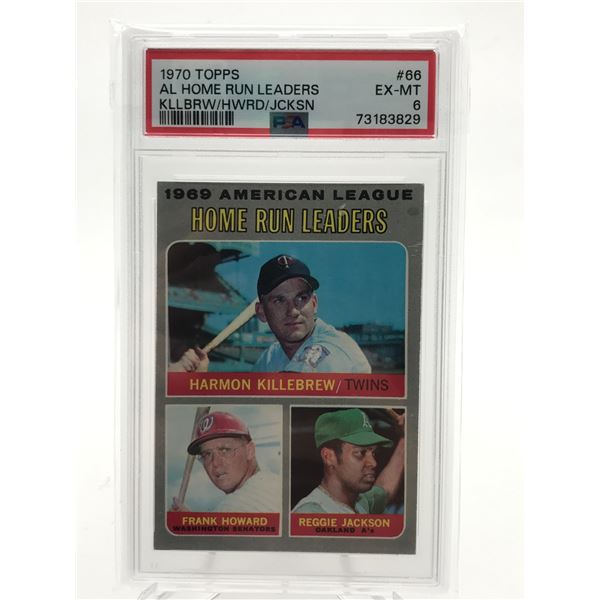 1970 TOPPS #66
AL HOME RUN LEADERS EX-MT
KLLBRW/HWRD/JCKSN 6
PSA 73183829
1969 AMERICAN LEAGUE
HOME RUN LEADERS
T
HARMON KILLEBREW/TWINS
W
A
FRANK HOWARD
WASHINGTON SENATORS
REGGIE JACKSON
OAKLAND A's